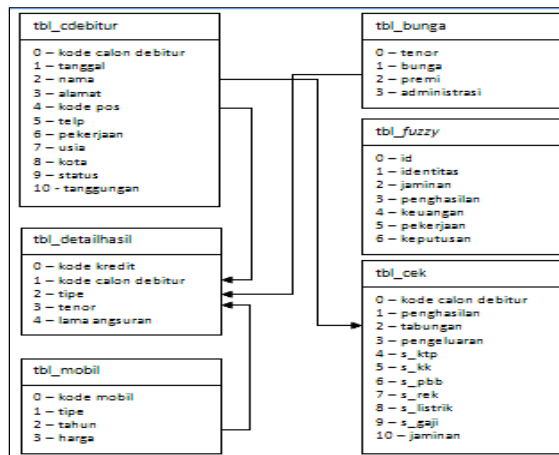 tbl_cdebitur
0 – kode calon debitur
1 – tanggal
2 – nama
3 – alamat
4 – kode pos
5 – telp
6 – pekerjaan
7 – usia
8 – kota
9 – status
10 - tanggungan
tbl_detailhasil
0 – kode kredit
1 – kode calon debitur
2 – tipe
3 – tenor
4 – lama angsuran
tbl_mobil
0 – kode mobil
1 – tipe
2 – tahun
3 – harga
tbl_bunga
0 – tenor
1 – bunga
2 – premi
3 – administrasi
tbl_fuzzy
0 – id
1 – identitas
2 – jaminan
3 – penghasilan
4 – keuangan
5 – pekerjaan
6 – keputusan
tbl_cek
0 – kode calon debitur
1 – penghasilan
2 – tabungan
3 – pengeluaran
4 – s_ktp
5 – s_kk
6 – s_pbb
7 – s_rek
8 – s_listrik
9 – s_gaji
10 – jaminan